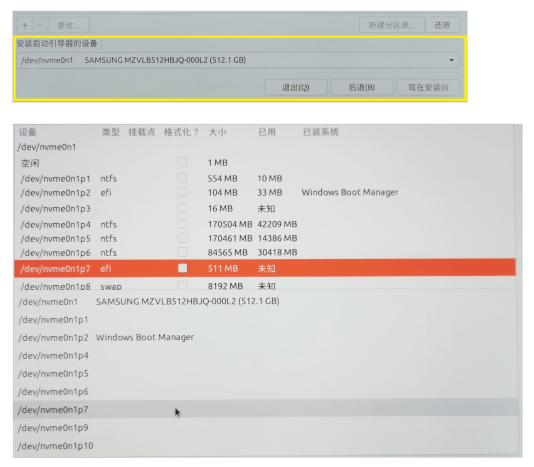 + − 更改... 新建分区表... 还原
安装启动引导器的设备：
/dev/nvme0n1 SAMSUNG MZVLB512HBJQ-000L2 (512.1 GB)
退出(Q) 后退(B) 现在安装(I)
设备 类型 挂载点 格式化？ 大小 已用 已装系统
/dev/nvme0n1
空闲 1 MB
/dev/nvme0n1p1 ntfs 554 MB 10 MB
/dev/nvme0n1p2 efi 104 MB 33 MB Windows Boot Manager
/dev/nvme0n1p3 16 MB 未知
/dev/nvme0n1p4 ntfs 170504 MB 42209 MB
/dev/nvme0n1p5 ntfs 170461 MB 14386 MB
/dev/nvme0n1p6 ntfs 84565 MB 30418 MB
/dev/nvme0n1p7 efi 511 MB 未知
/dev/nvme0n1p8 swap 8192 MB 未知
/dev/nvme0n1 SAMSUNG MZVLB512HBJQ-000L2 (512.1 GB)
/dev/nvme0n1p1
/dev/nvme0n1p2 Windows Boot Manager
/dev/nvme0n1p4
/dev/nvme0n1p5
/dev/nvme0n1p6
/dev/nvme0n1p7
/dev/nvme0n1p9
/dev/nvme0n1p10